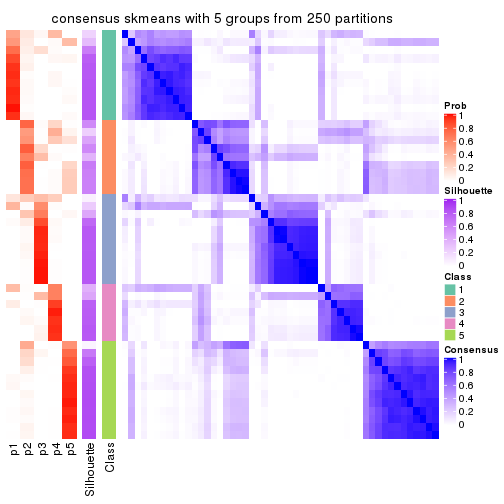 consensus skmeans with 5 groups from 250 partitions
Prob
1
0.8
0.6
0.4
0.2
0
Silhouette
1
0.8
0.6
0.4
0.2
0
Class
1
2
3
4
5
Consensus
1
0.8
0.6
0.4
0.2
0
p1
p2
p3
p4
p5
Silhouette
Class